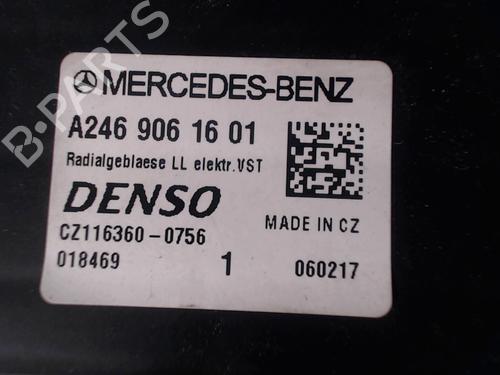 MERCEDES-BENZ
A246 906 16 01
Radialgeblaese LL elektr.VST
DENSO
MADE IN CZ
CZ116360-0756
018469 1 060217
B-PARTS